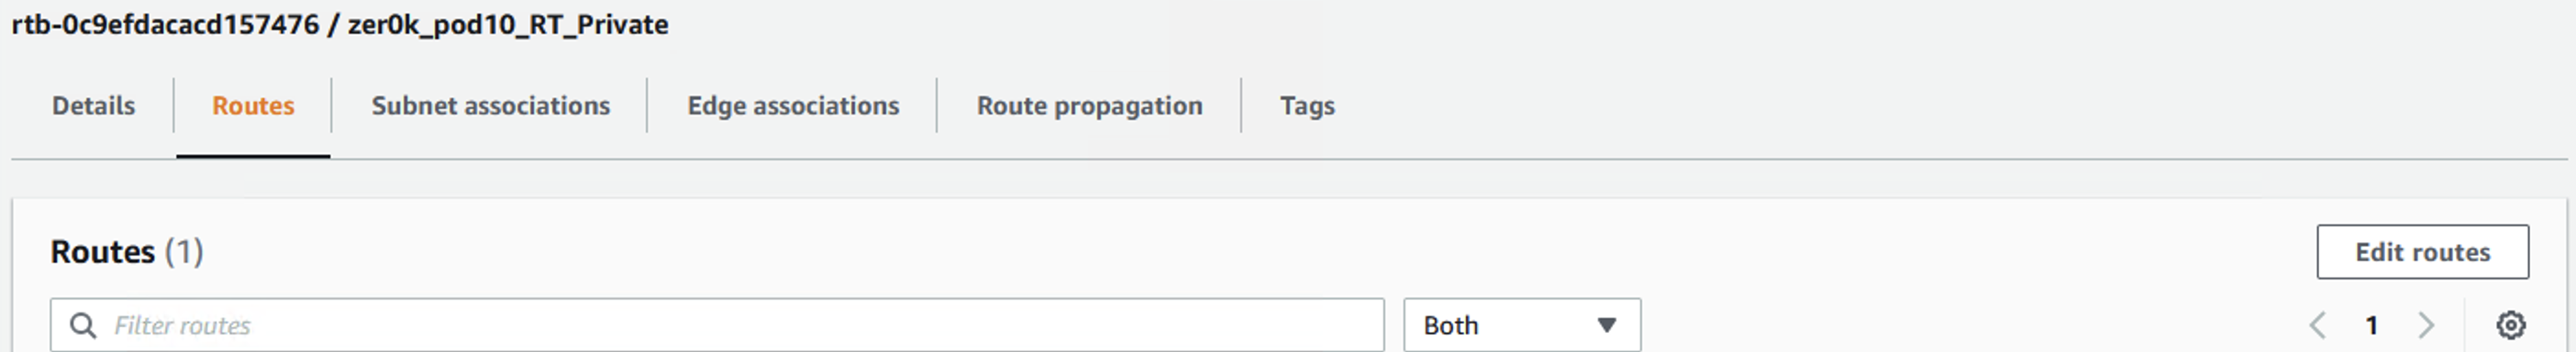 rtb-0c9efdacacd157476 / zer0k_pod10_RT_Private
Details Routes Subnet associations Edge associations Route propagation Tags
Routes (1) Edit routes
Filter routes Both 1